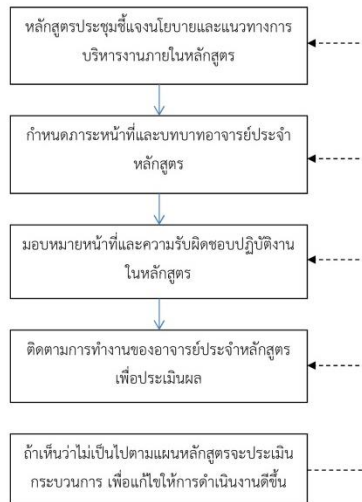 หลักสูตรประชุมชี้แจงนโยบายและแนวทางการ
บริหารงานภายในหลักสูตร
กำหนดภาระหน้าที่และบทบาทอาจารย์ประจำ
หลักสูตร
มอบหมายหน้าที่และความรับผิดชอบปฏิบัติงาน
ในหลักสูตร
ติดตามการทำงานของอาจารย์ประจำหลักสูตร
เพื่อประเมินผล
ถ้าเห็นว่าไม่เป็นไปตามแผนหลักสูตรจะประเมิน
กระบวนการ เพื่อแก้ไขให้การดำเนินงานดีขึ้น